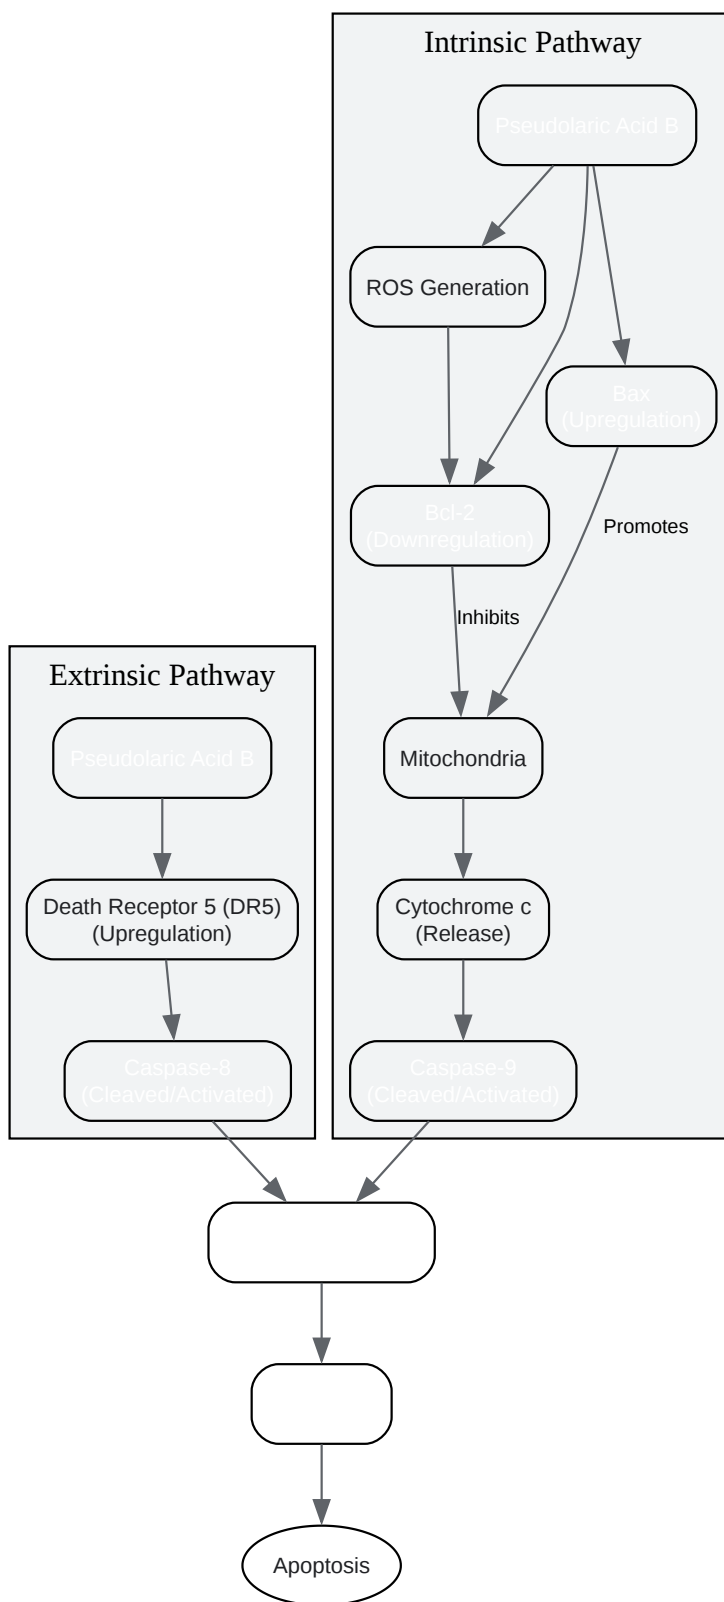 Intrinsic Pathway
Pseudolaric Acid B
ROS Generation
Bax
(Upregulation)
Bcl-2
(Downregulation)
Promotes
Inhibits
Extrinsic Pathway
Pseudolaric Acid B
Mitochondria
Death Receptor 5 (DR5)
(Upregulation)
Cytochrome c
(Release)
Caspase-8
(Cleaved/Activated)
Caspase-9
(Cleaved/Activated)
Apoptosis